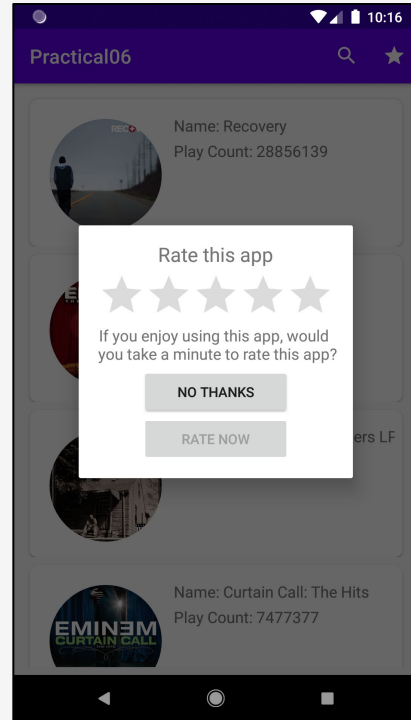 10:16
Practical06
REC
Name: Recovery
Play Count: 28856139
Rate this app
If you enjoy using this app, would
you take a minute to rate this app?
NO THANKS
RATE NOW
ers LP
Name: Curtain Call: The Hits
Play Count: 7477377
EMINEM
CURTAIN CALL